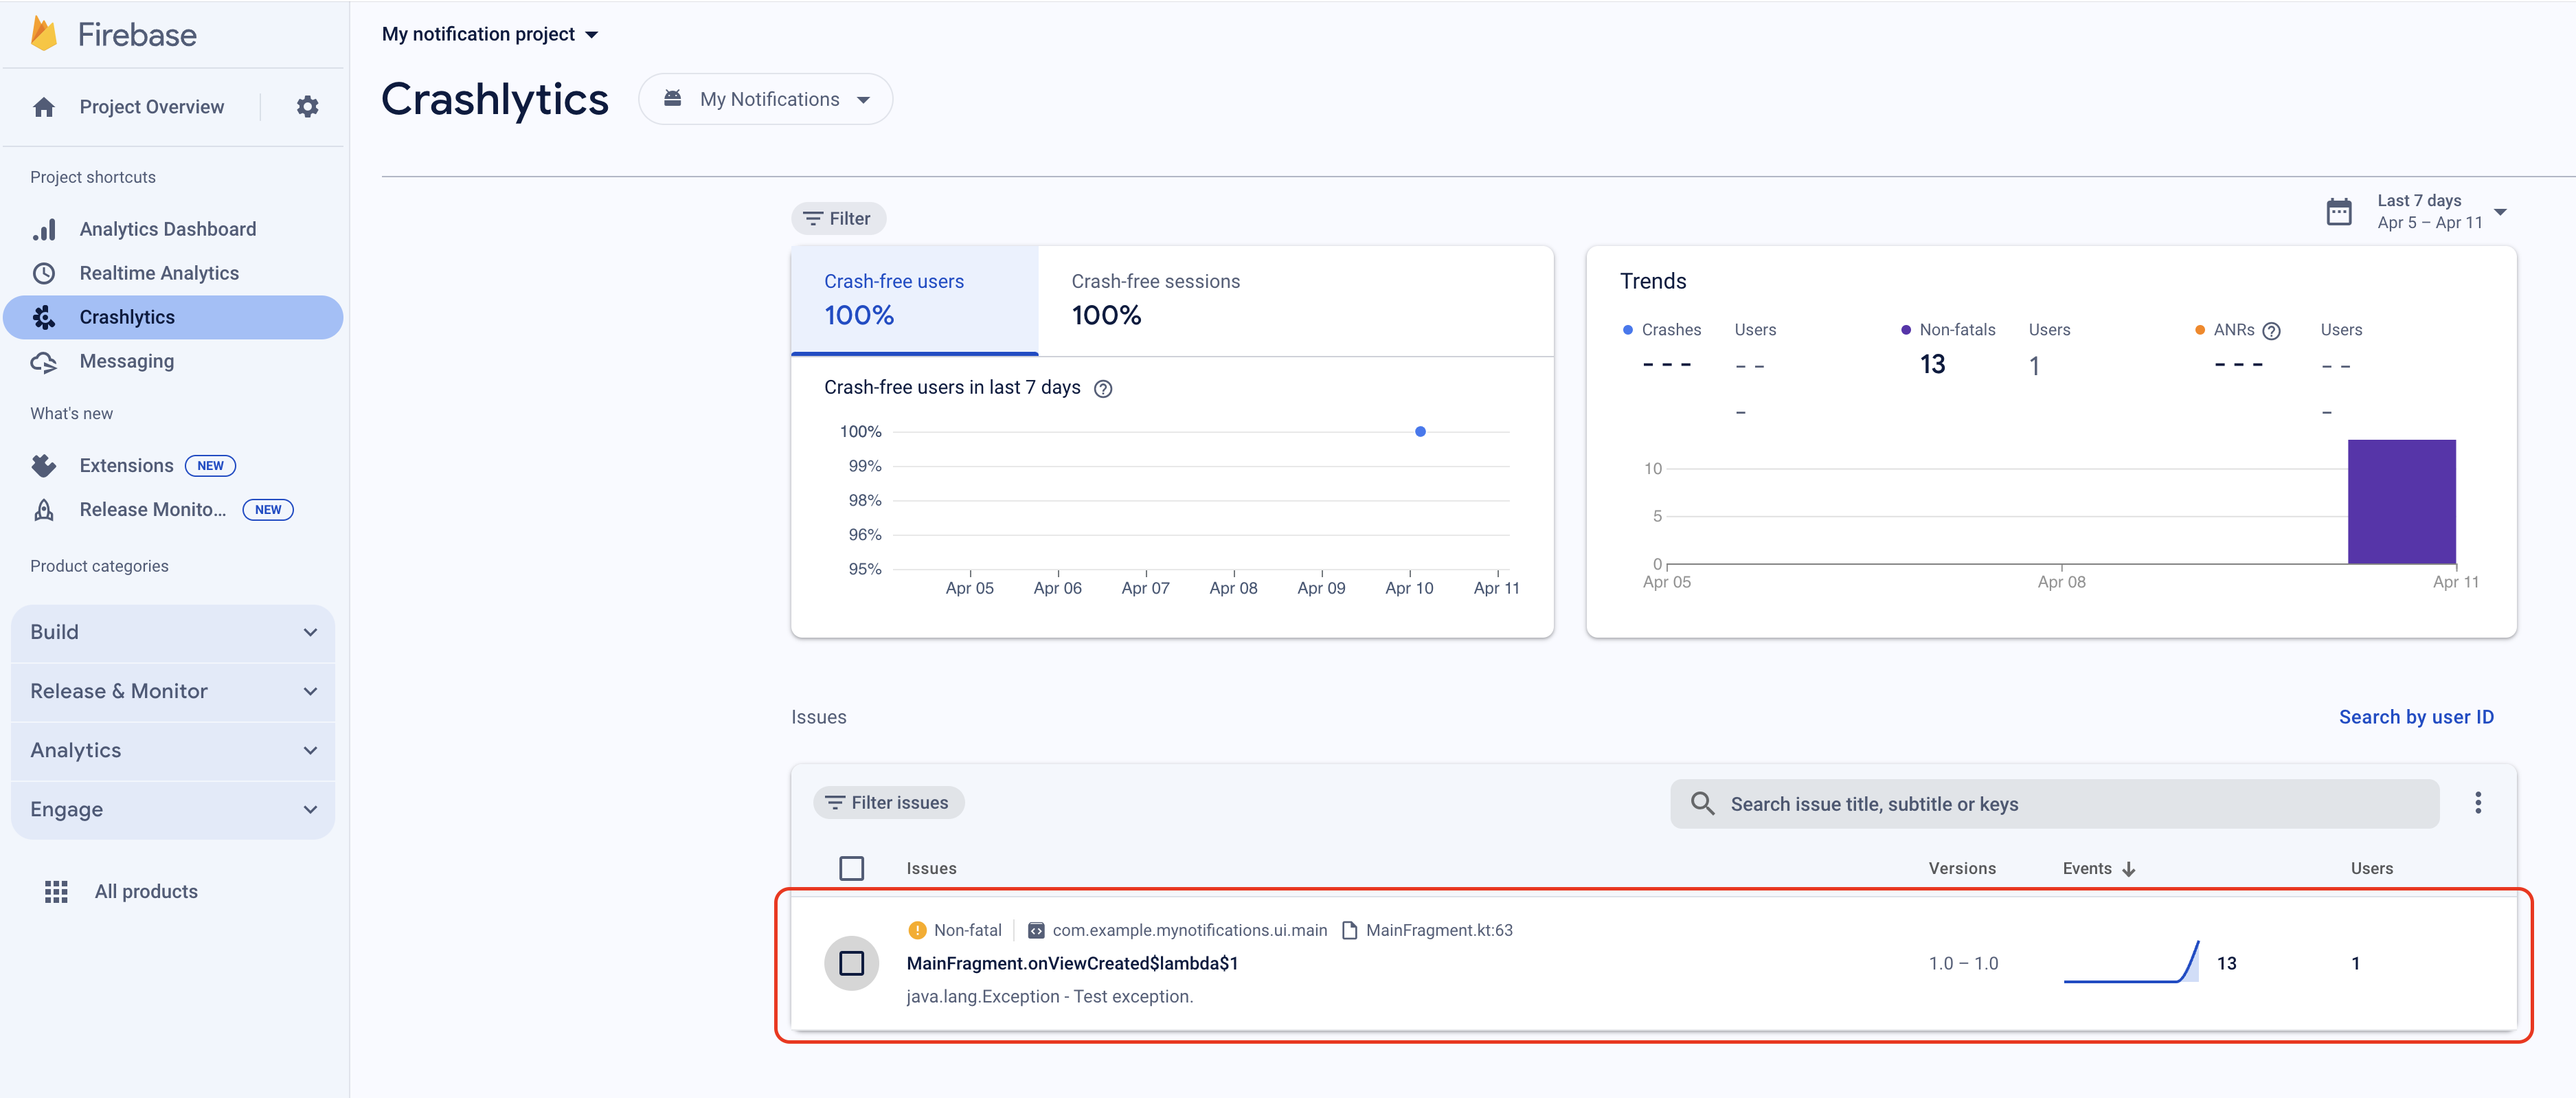 Firebase
Project Overview
Project shortcuts
Analytics Dashboard
Realtime Analytics
Crashlytics
Messaging
What's new
Extensions NEW
Release Monito... NEW
Product categories
Build
Release & Monitor
Analytics
Engage
All products
My notification project
Crashlytics My Notifications
Filter
Last 7 days
Apr 5 – Apr 11
Crash-free users
100%
Crash-free sessions
100%
Crash-free users in last 7 days
100%
99%
98%
96%
95%
Apr 05 Apr 06 Apr 07 Apr 08 Apr 09 Apr 10 Apr 11
Trends
Crashes Users Non-fatals Users ANRs Users
- - - - - 13 1 - - - - -
- -
10
5
0
Apr 05 Apr 08 Apr 11
Issues Search by user ID
Filter issues Search issue title, subtitle or keys
Issues Versions Events Users
Non-fatal com.example.mynotifications.ui.main MainFragment.kt:63
MainFragment.onViewCreated$lambda$1 1.0 – 1.0 13 1
java.lang.Exception - Test exception.